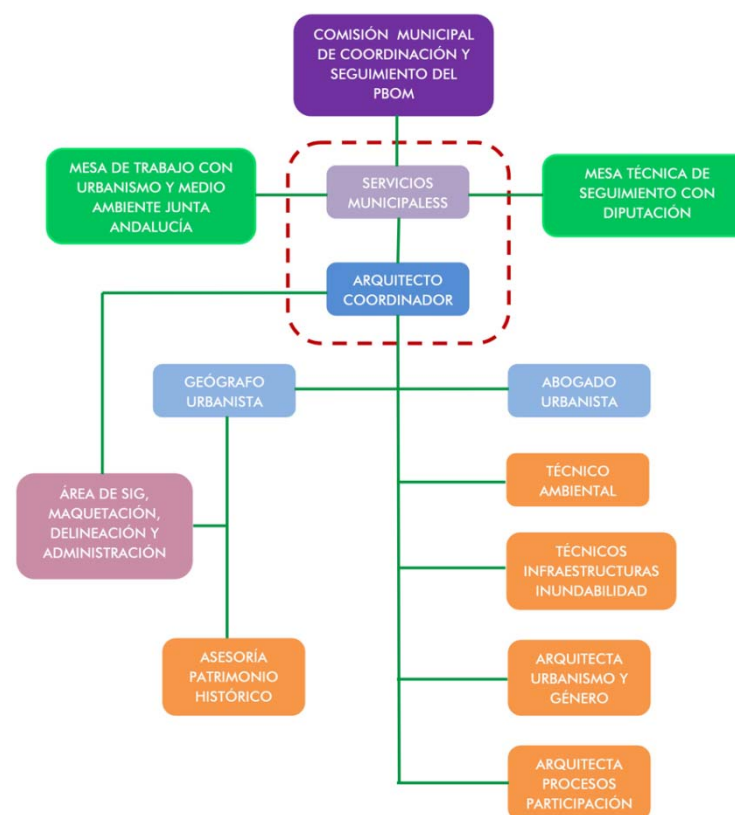 COMISIÓN MUNICIPAL
DE COORDINACIÓN Y
SEGUIMIENTO DEL
PBOM
MESA DE TRABAJO CON
URBANISMO Y MEDIO
AMBIENTE JUNTA
ANDALUCÍA
SERVICIOS
MUNICIPALESS
MESA TÉCNICA DE
SEGUIMIENTO CON
DIPUTACIÓN
ARQUITECTO
COORDINADOR
GEÓGRAFO
URBANISTA
ABOGADO
URBANISTA
ÁREA DE SIG,
MAQUETACIÓN,
DELINEACIÓN Y
ADMINISTRACIÓN
TÉCNICO
AMBIENTAL
TÉCNICOS
INFRAESTRUCTURAS
INUNDABILIDAD
ASESORÍA
PATRIMONIO
HISTÓRICO
ARQUITECTA
URBANISMO Y
GÉNERO
ARQUITECTA
PROCESOS
PARTICIPACIÓN